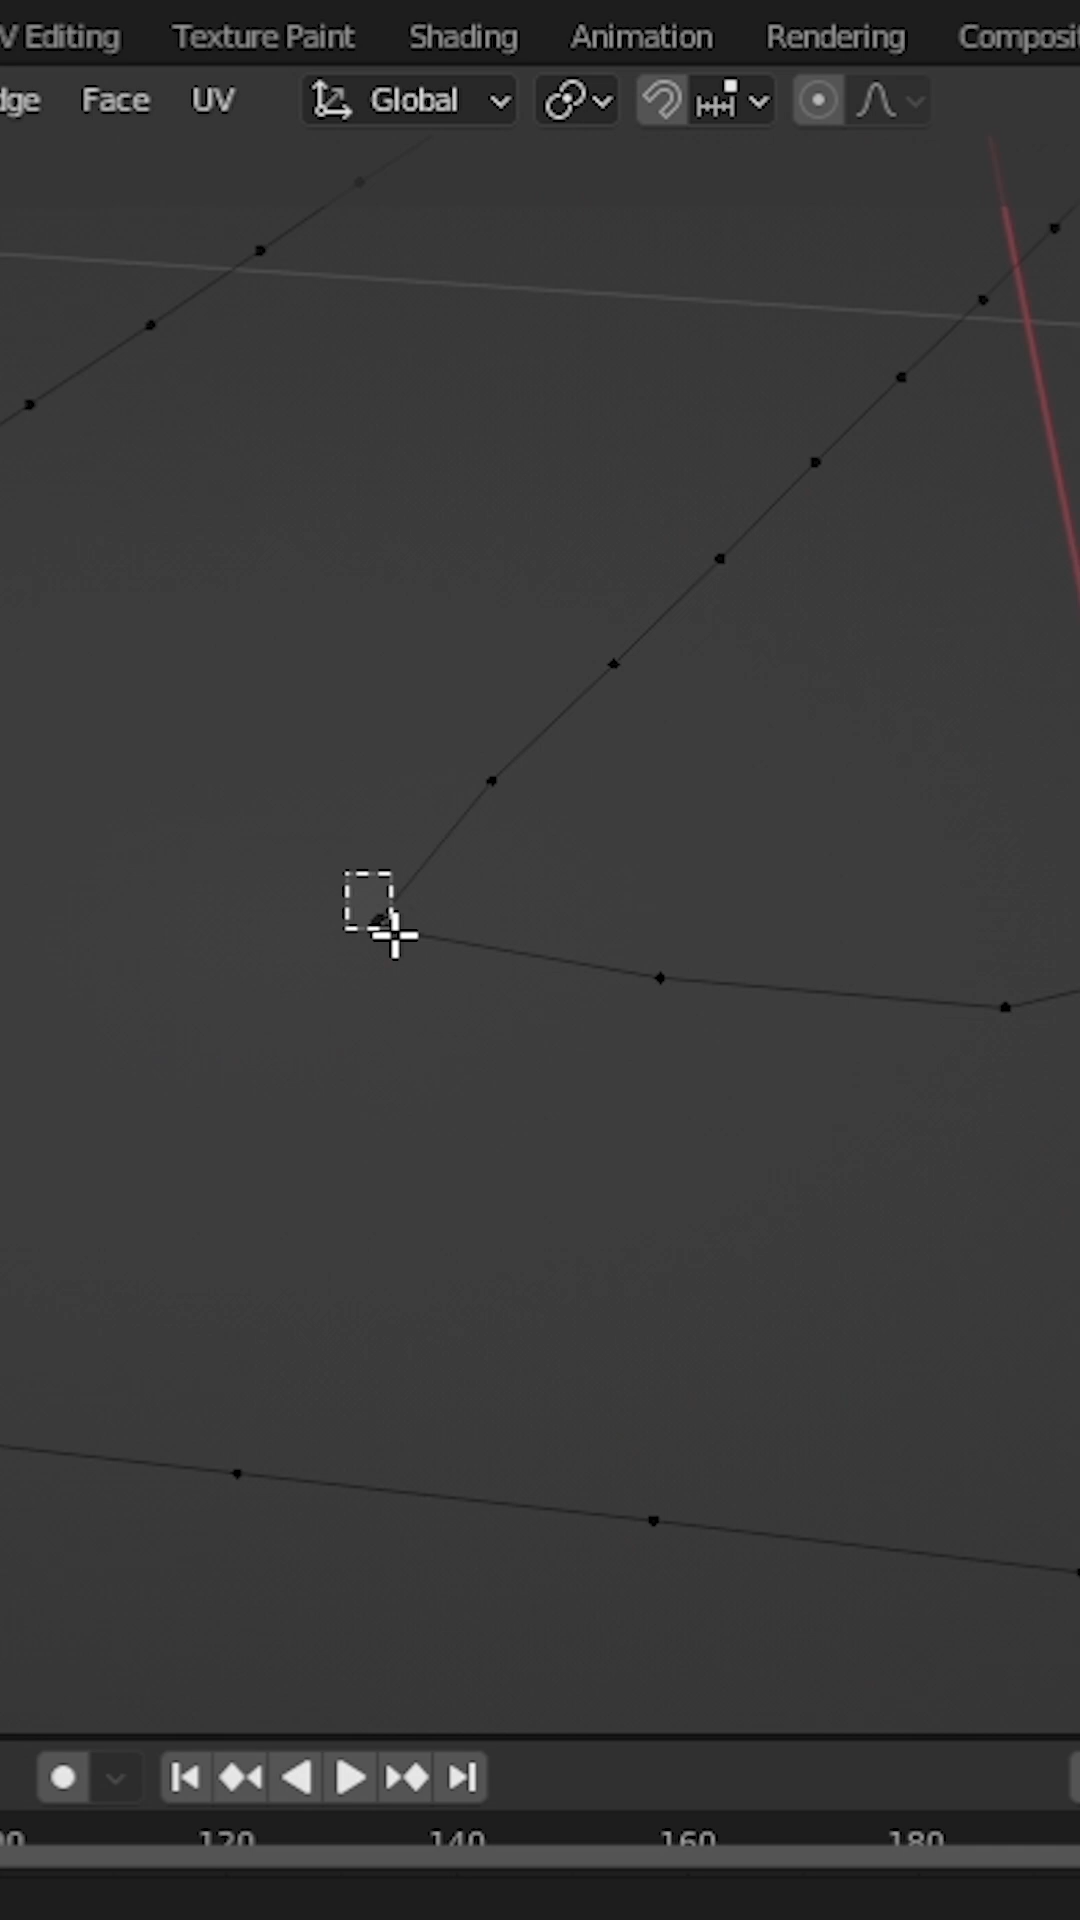 V Editing Texture Paint Shading Animation Rendering Composit
dge Face UV Global
120 140 160 180